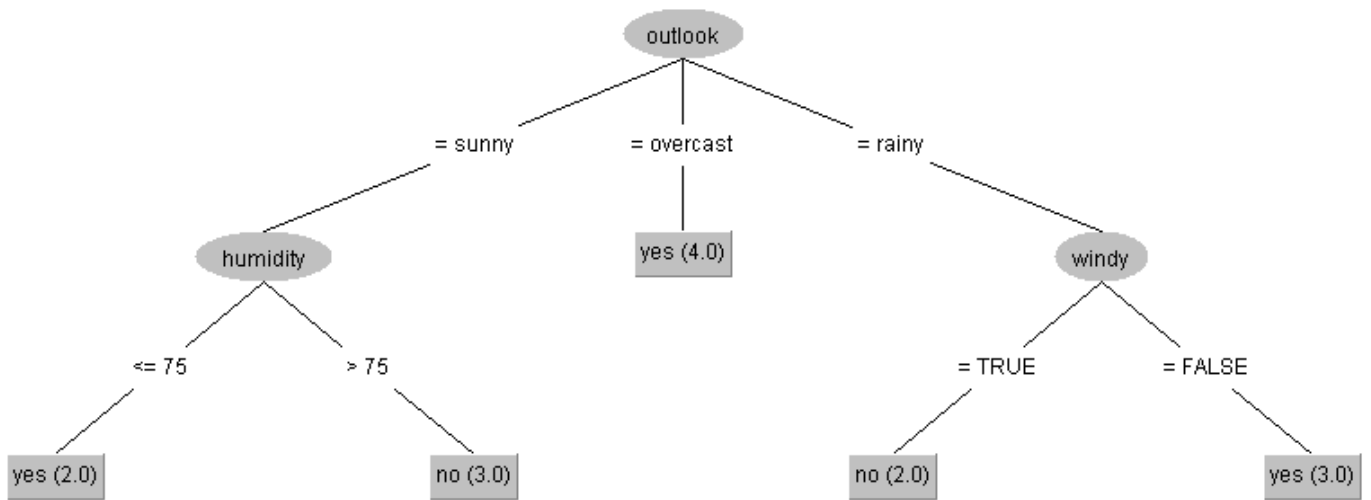 outlook
= sunny
= overcast
= rainy
humidity
yes (4.0)
windy
<= 75
> 75
= TRUE
= FALSE
yes (2.0)
no (3.0)
no (2.0)
yes (3.0)